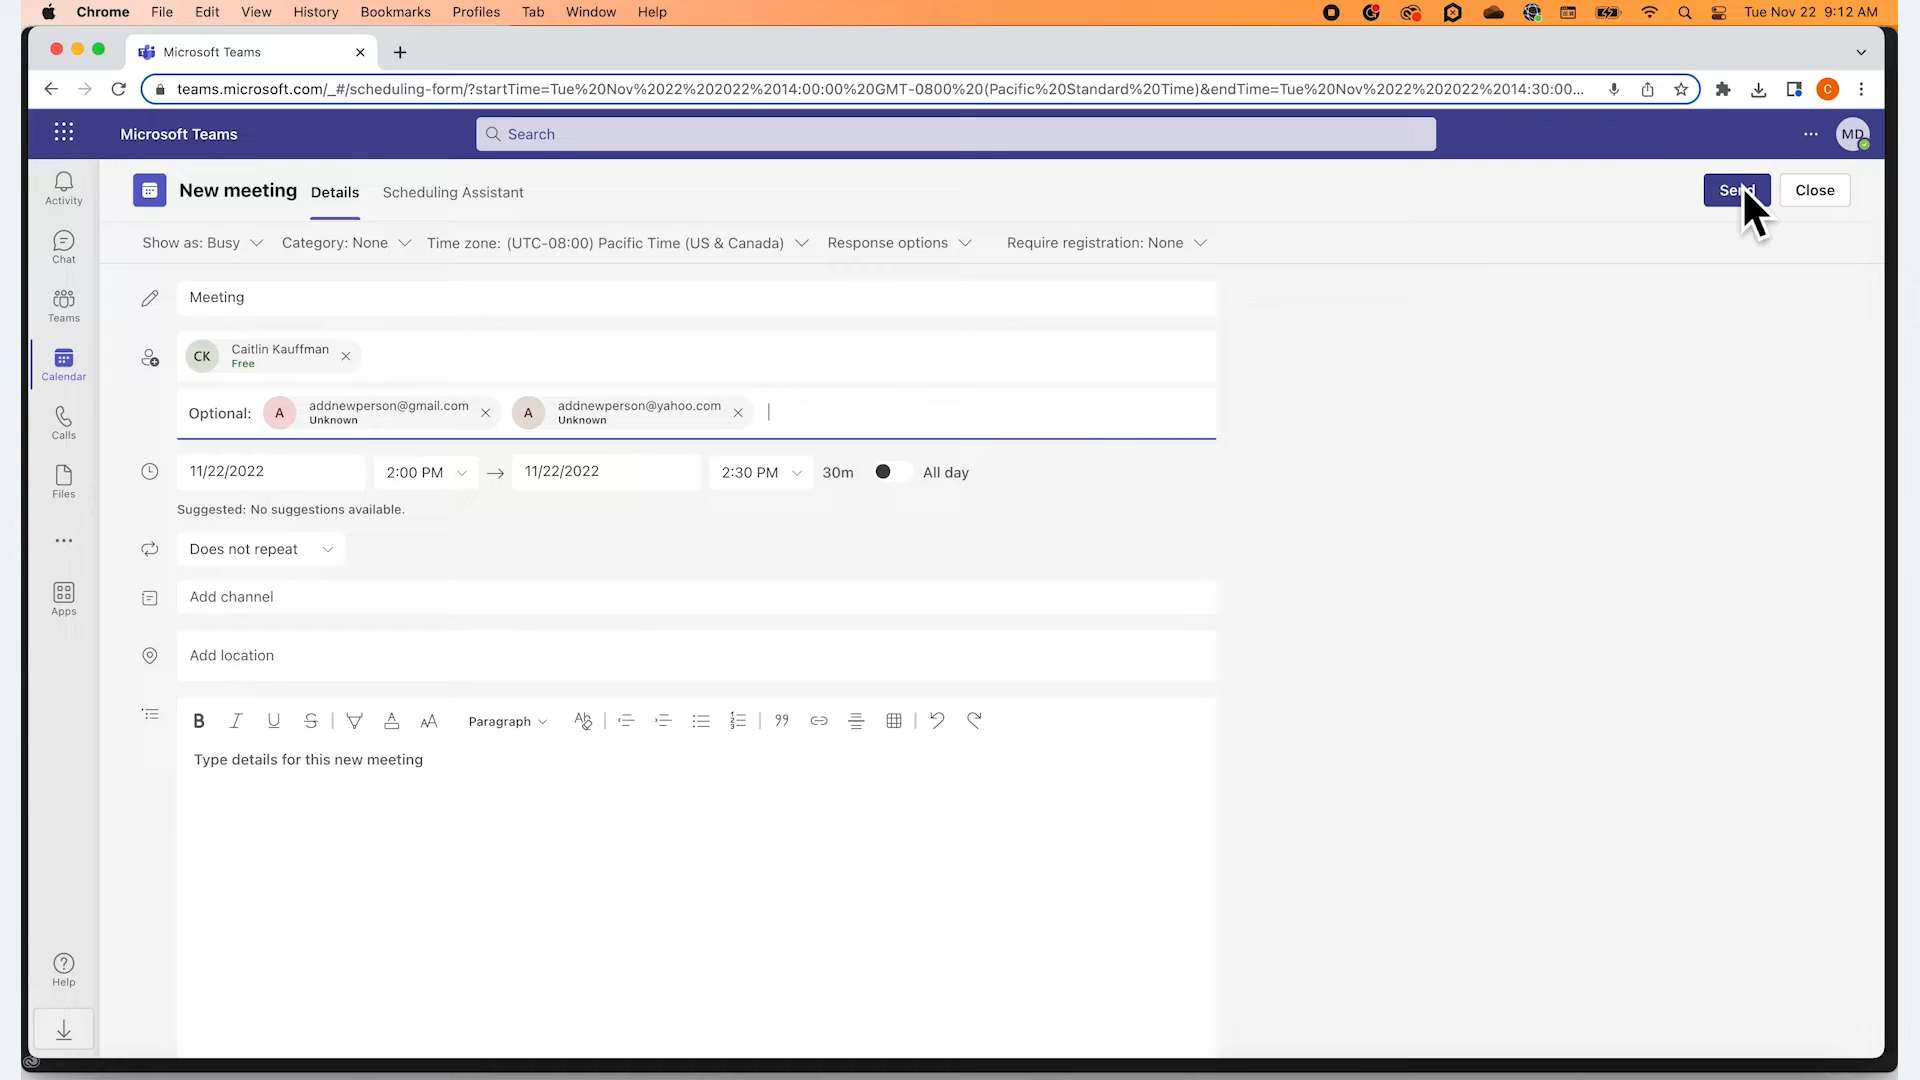 Chrome File Edit View History Bookmarks Profiles Tab Window Help Tue Nov 22 9:12 AM
Microsoft Teams
teams.microsoft.com/_#/scheduling-form/?startTime=Tue%20Nov%2022%202022%2014:00:00%20GMT-0800%20(Pacific%20Standard%20Time)&endTime=Tue%20Nov%2022%202022%2014:30:00... C
Microsoft Teams Search MD
New meeting Details Scheduling Assistant Send Close
Show as: Busy Category: None Time zone: (UTC-08:00) Pacific Time (US & Canada) Response options Require registration: None
Activity
Chat
Teams
Calendar
Calls
Files
Apps
Help
Meeting
CK Caitlin Kauffman
Free
Optional: A addnewperson@gmail.com A addnewperson@yahoo.com
Unknown Unknown
11/22/2022 2:00 PM 11/22/2022 2:30 PM 30m All day
Suggested: No suggestions available.
Does not repeat
Add channel
Add location
B I U S A AA Paragraph Ab 99
Type details for this new meeting